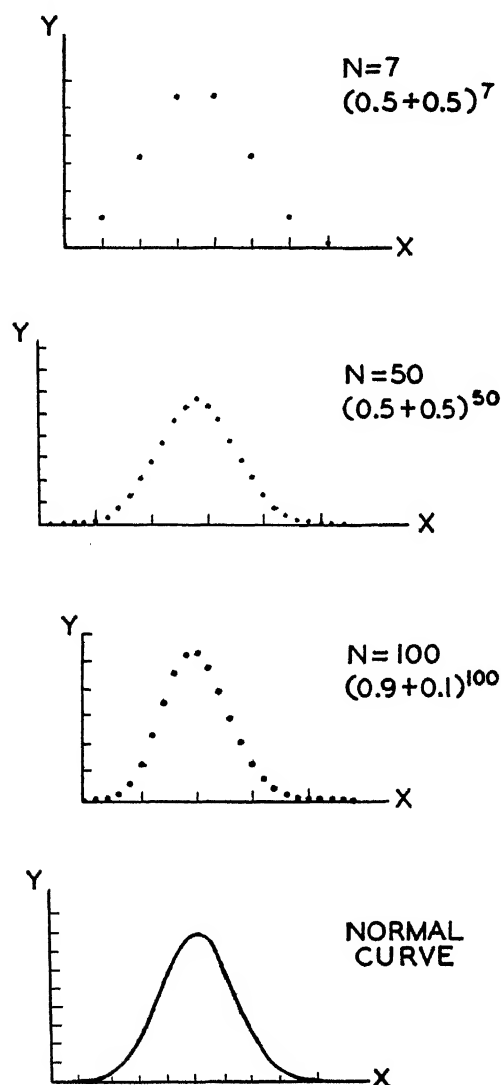 Y
N=7
(0.5+0.5)⁷
X
Y
N=50
(0.5+0.5)⁵⁰
X
Y
N=100
(0.9+0.1)¹⁰⁰
X
Y
NORMAL
CURVE
X